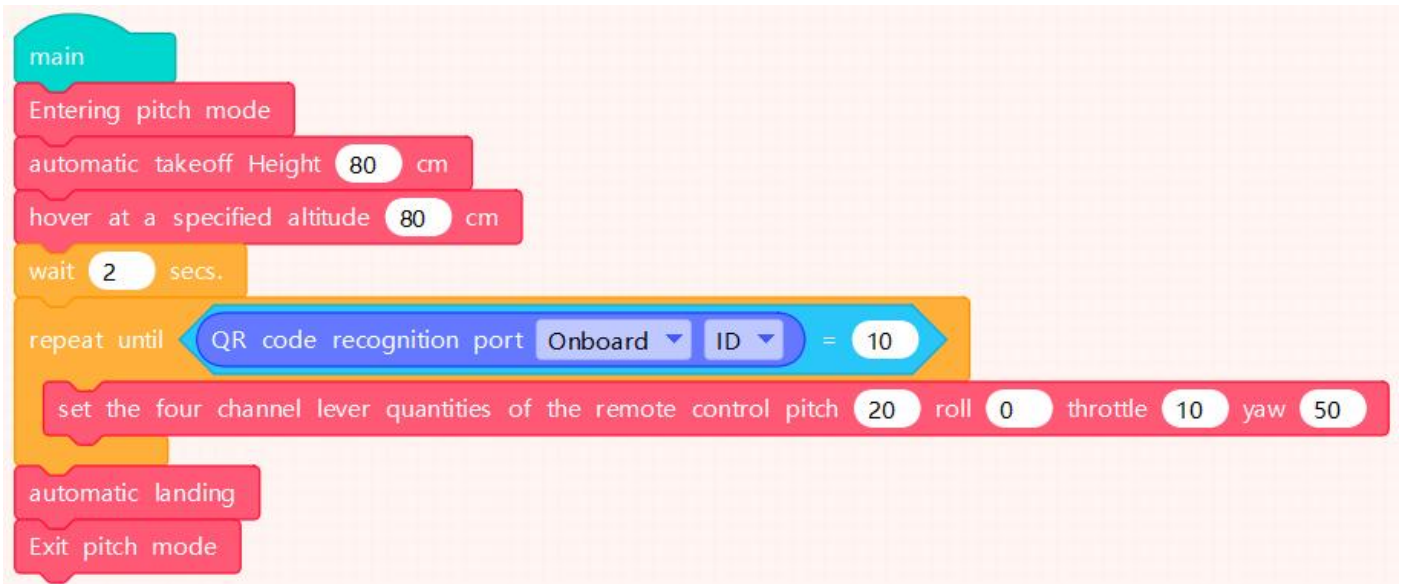 main
Entering pitch mode
automatic takeoff Height 80 cm
hover at a specified altitude 80 cm
wait 2 secs.
repeat until QR code recognition port Onboard ID = 10
set the four channel lever quantities of the remote control pitch 20 roll 0 throttle 10 yaw 50
automatic landing
Exit pitch mode